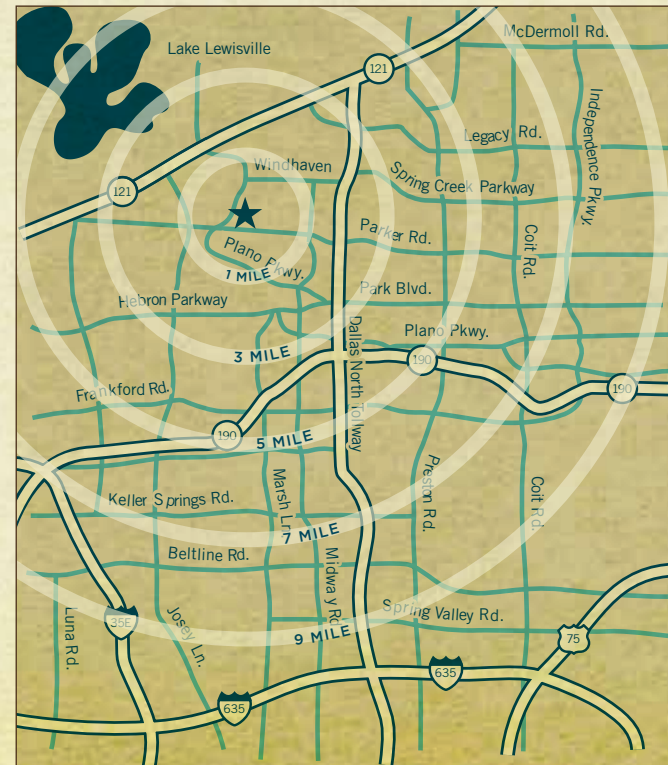 McDermoll Rd.
Lake Lewisville
121
Independence Pkwy.
Legacy Rd.
Windhaven
Spring Creek Parkway
121
Parker Rd.
Coit Rd.
Plano Pkwy.
1 MILE
Park Blvd.
Hebron Parkway
Plano Pkwy.
Dallas North Tollway
3 MILE
190
190
Frankford Rd.
190
5 MILE
Preston Rd.
Marsh Ln.
Coit Rd.
Keller Springs Rd.
7 MILE
Beltline Rd.
Midway Rd.
Luna Rd.
Josey Ln.
Spring Valley Rd.
35E
9 MILE
75
635
635